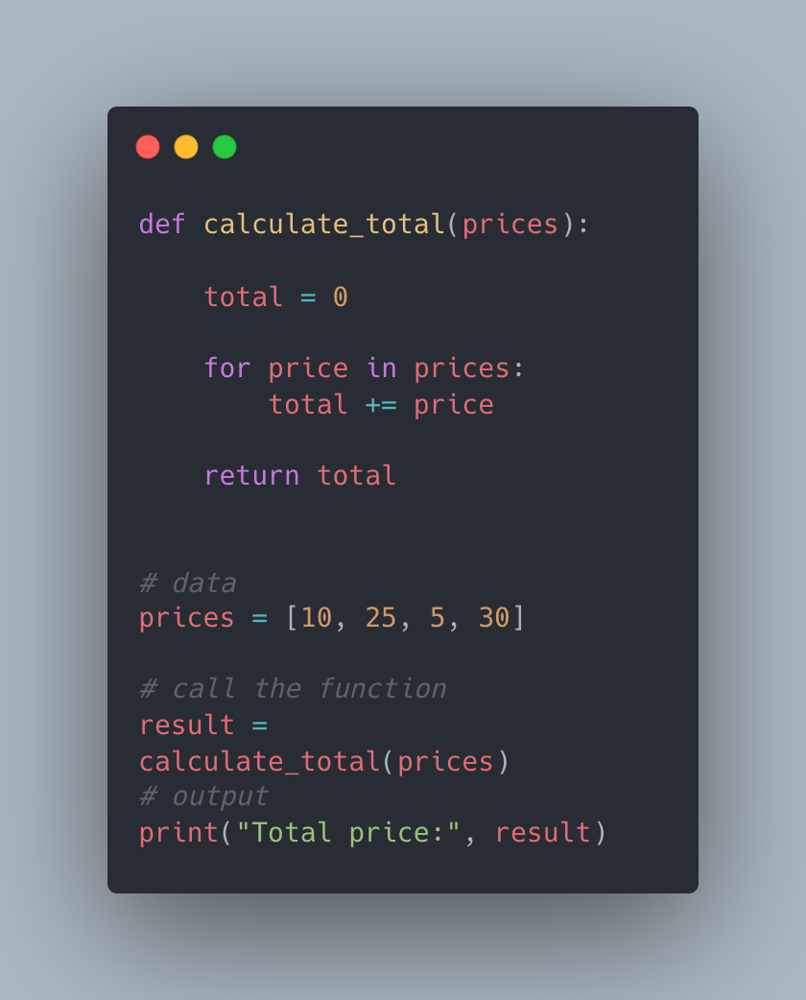 def calculate_total(prices):
    total = 0
    for price in prices:
        total += price
    return total
# data
prices = [10, 25, 5, 30]
# call the function
result =
calculate_total(prices)
# output
print("Total price:", result)